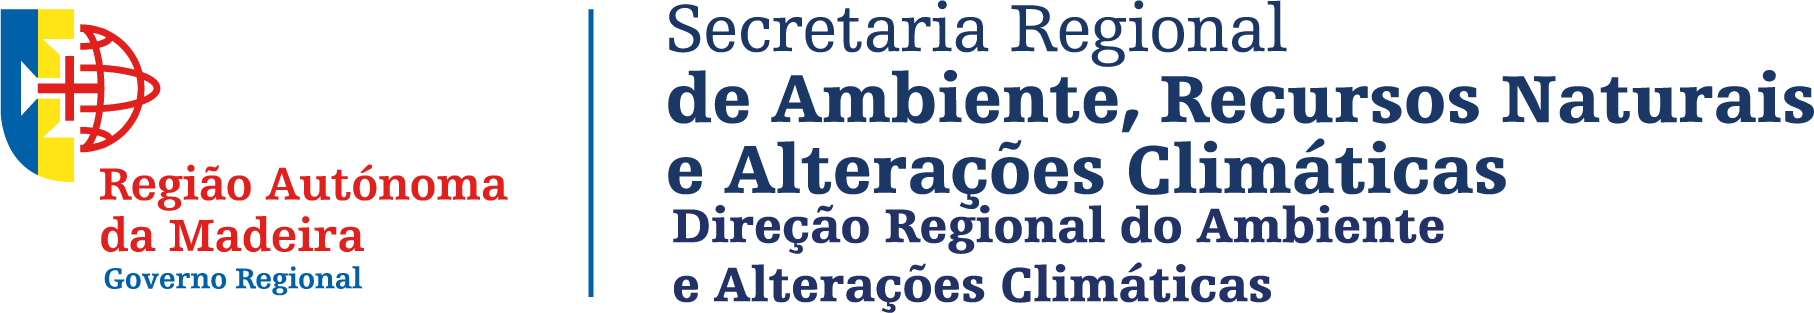 Região Autónoma
da Madeira
Governo Regional
Secretaria Regional
de Ambiente, Recursos Naturais
e Alterações Climáticas
Direção Regional do Ambiente
e Alterações Climáticas